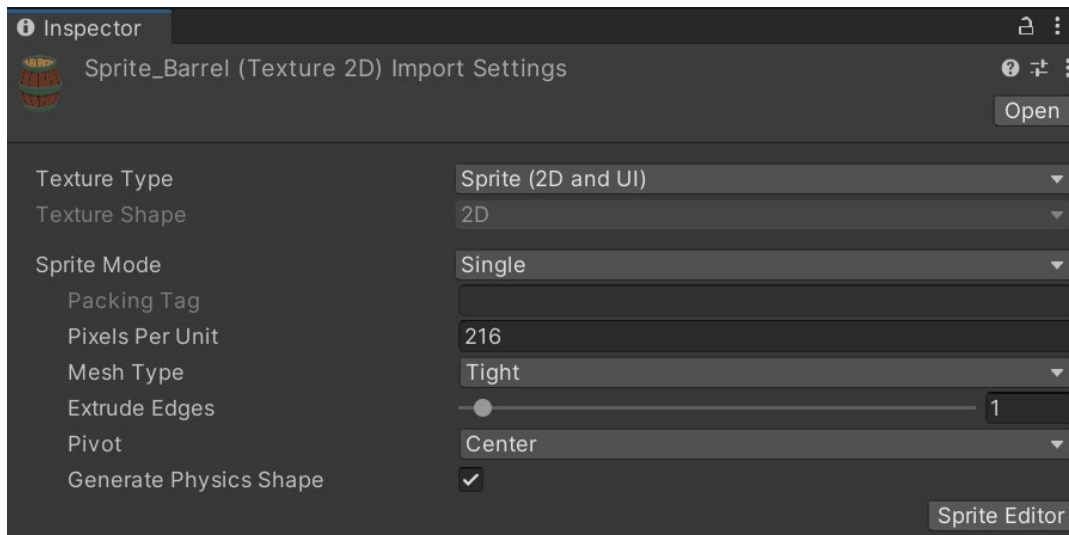 Inspector
Sprite_Barrel (Texture 2D) Import Settings
Open
Texture Type Sprite (2D and UI)
Texture Shape 2D
Sprite Mode Single
Packing Tag
Pixels Per Unit 216
Mesh Type Tight
Extrude Edges 1
Pivot Center
Generate Physics Shape
Sprite Editor